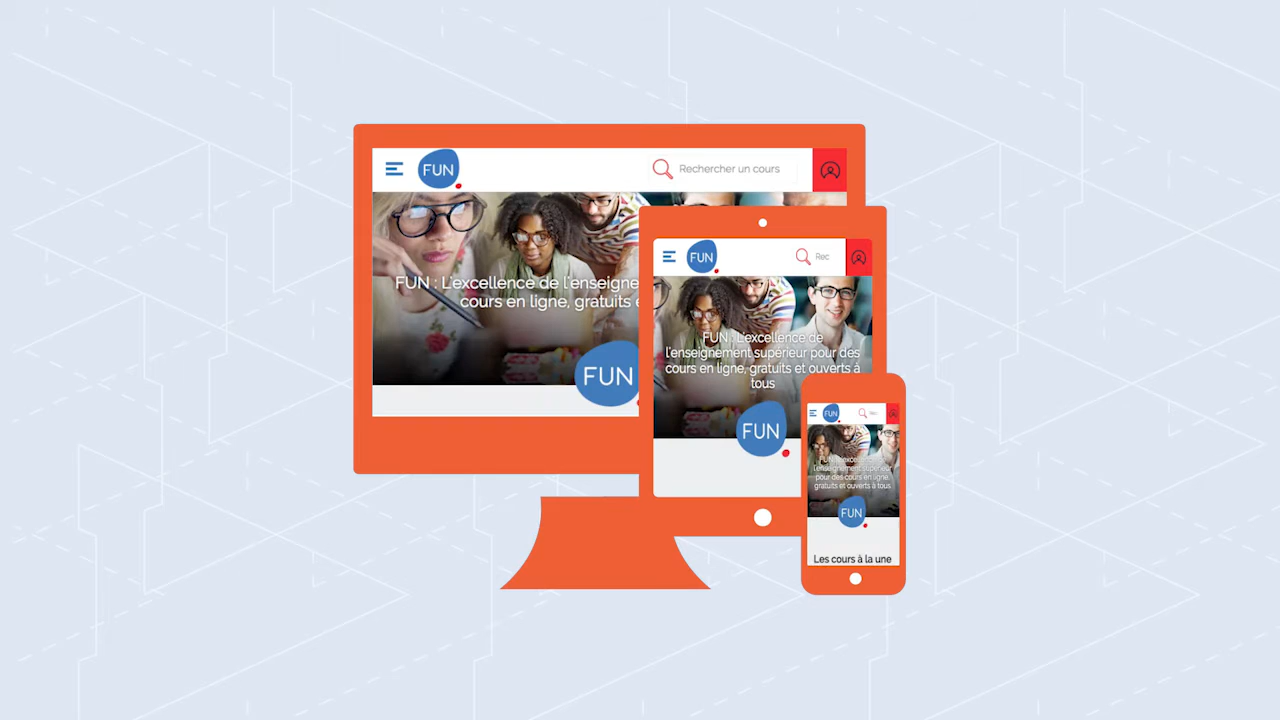 FUN
Rechercher un cours
FUN : L'excellence de l'enseigne
cours en ligne, gratuits e
FUN
FUN
Rec
FUN : L'excellence de
l'enseignement supérieur pour des
cours en ligne, gratuits et ouverts à
tous
FUN
FUN
Rec
FUN : L'excellence de
l'enseignement supérieur
pour des cours en ligne,
gratuits et ouverts à tous
FUN
Les cours à la une